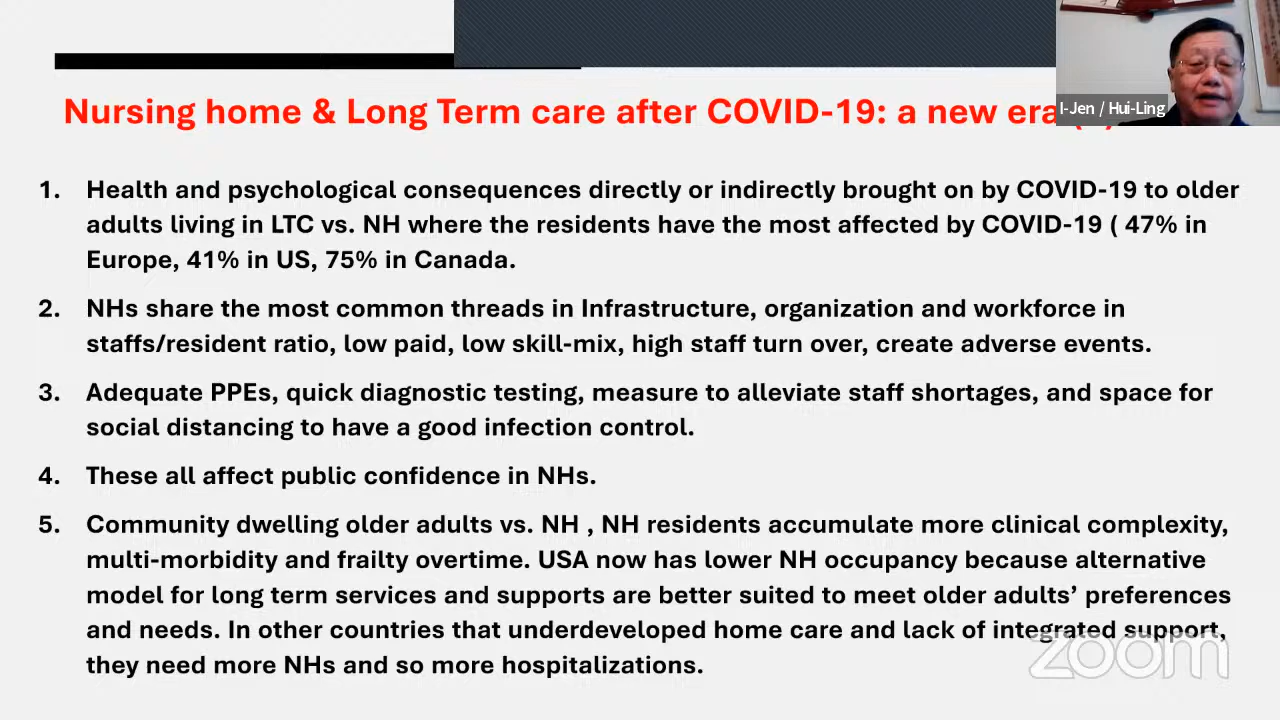 Nursing home & Long Term care after COVID-19: a new era
I-Jen / Hui-Ling
1. Health and psychological consequences directly or indirectly brought on by COVID-19 to older
adults living in LTC vs. NH where the residents have the most affected by COVID-19 ( 47% in
Europe, 41% in US, 75% in Canada.
2. NHs share the most common threads in Infrastructure, organization and workforce in
staffs/resident ratio, low paid, low skill-mix, high staff turn over, create adverse events.
3. Adequate PPEs, quick diagnostic testing, measure to alleviate staff shortages, and space for
social distancing to have a good infection control.
4. These all affect public confidence in NHs.
5. Community dwelling older adults vs. NH , NH residents accumulate more clinical complexity,
multi-morbidity and frailty overtime. USA now has lower NH occupancy because alternative
model for long term services and supports are better suited to meet older adults’ preferences
and needs. In other countries that underdeveloped home care and lack of integrated support,
they need more NHs and so more hospitalizations.
zoom